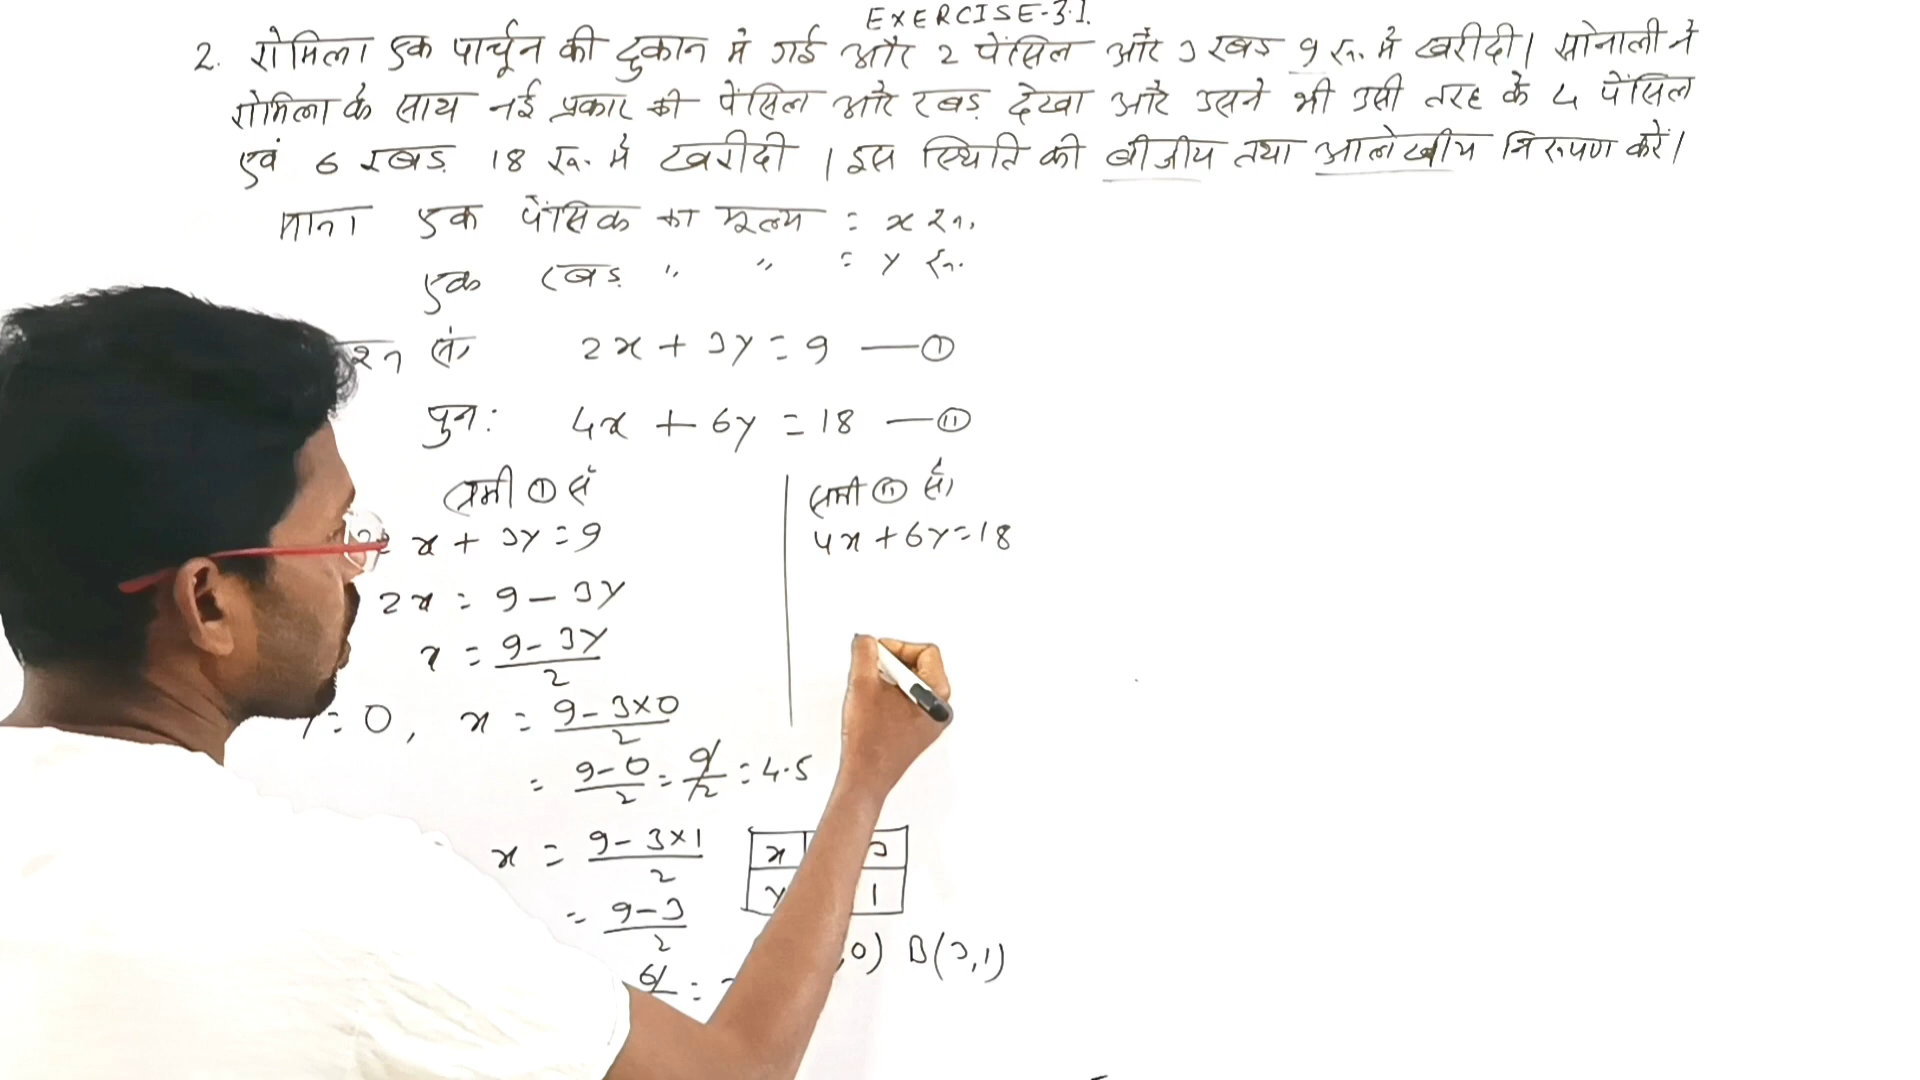 EXERCISE-3.1.
2. रोमिला एक पार्चून की दुकान में गई और 2 पेंसिल और 3 रबड़ 9 रु. में खरीदी। सोनाली ने
रोमिला के साथ नई प्रकार की पेंसिल और रबड़ देखा और उसने भी उसी तरह के 4 पेंसिल
एवं 6 रबड़ 18 रु. में खरीदी। इस स्थिति की बीजीय तथा आलेखीय निरूपण करें।
माना एक पेंसिल का मूल्य = x रु.
एक रबड़ " " = y रु.
से, 2x + 3y = 9 —①
पुन: 4x + 6y = 18 —②
समी ① से
x + 3y = 9
2x = 9 - 3y
x = 9 - 3y / 2
= 0, x = 9 - 3×0 / 2
= 9-0 / 2 = 9/2 = 4.5
x = 9 - 3×1 / 2
= 9-3 / 2
6/ =
समी ② से,
4x + 6y = 18
x 3
y 1
,0) B(3,1)